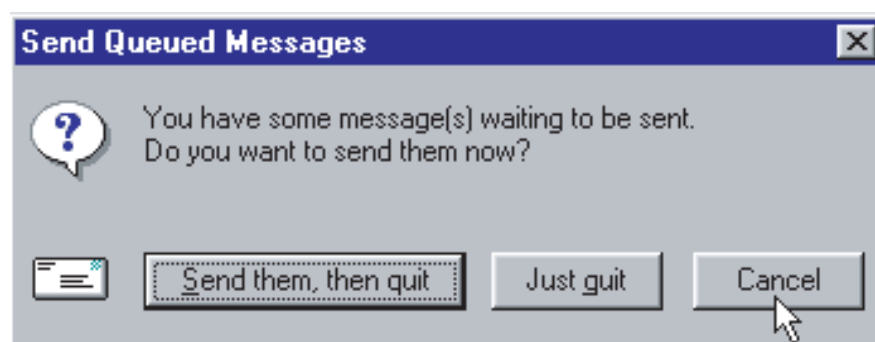 Send Queued Messages
You have some message(s) waiting to be sent.
Do you want to send them now?
Send them, then quit
Just quit
Cancel